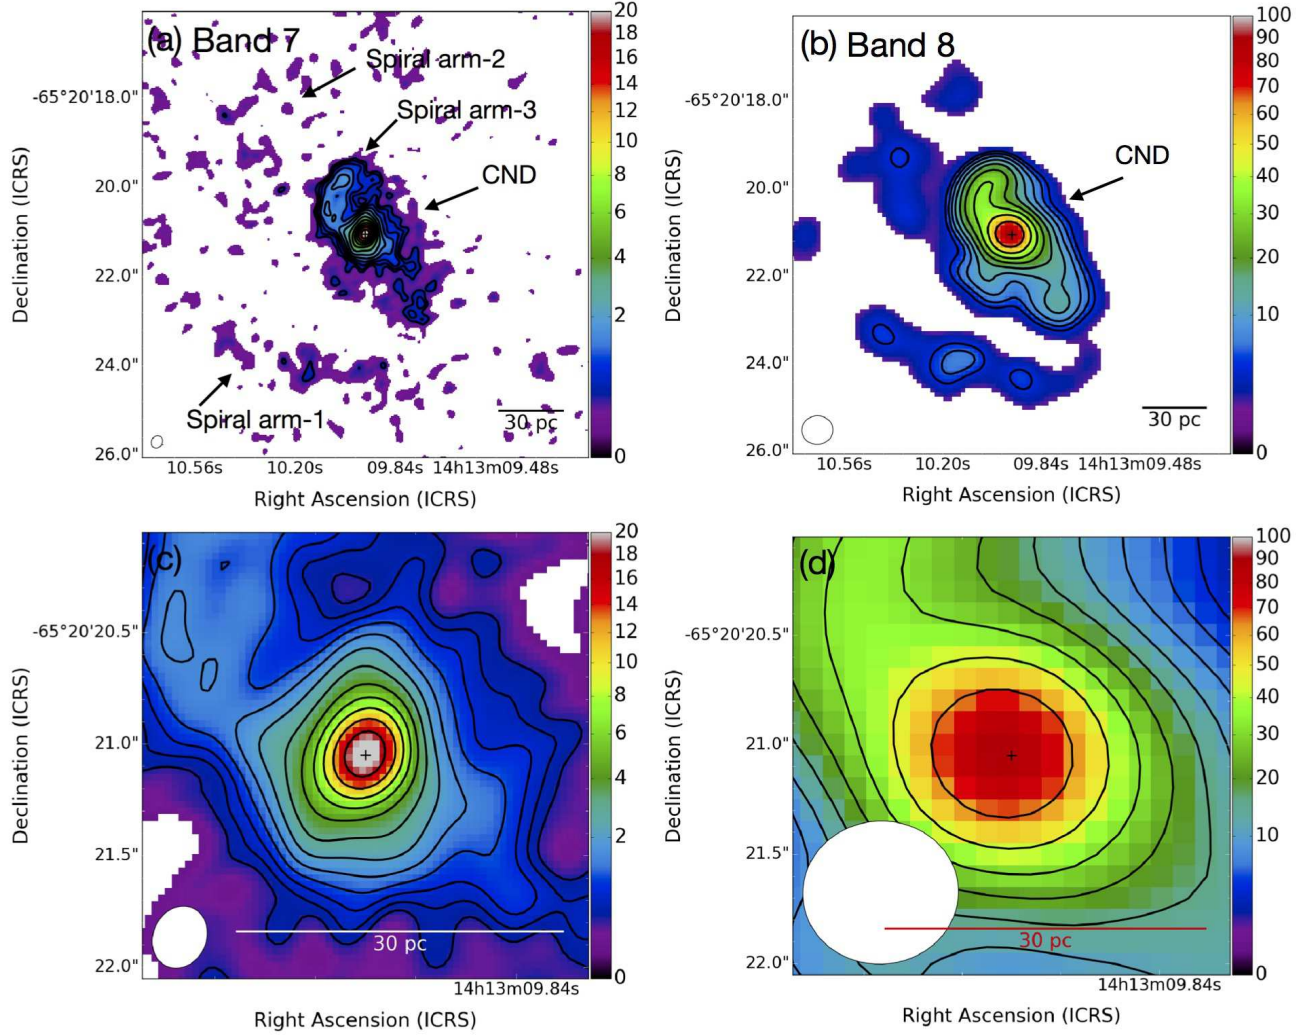 (a) Band 7
Spiral arm-2
Spiral arm-3
CND
Spiral arm-1
30 pc
-65°20'18.0"
20.0"
22.0"
24.0"
26.0"
Declination (ICRS)
10.56s 10.20s 09.84s 14h13m09.48s
Right Ascension (ICRS)
20
18
16
14
12
10
8
6
4
2
0
(b) Band 8
CND
30 pc
-65°20'18.0"
20.0"
22.0"
24.0"
26.0"
Declination (ICRS)
10.56s 10.20s 09.84s 14h13m09.48s
Right Ascension (ICRS)
100
90
80
70
60
50
40
30
20
10
0
(c)
30 pc
-65°20'20.5"
21.0"
21.5"
22.0"
Declination (ICRS)
14h13m09.84s
Right Ascension (ICRS)
20
18
16
14
12
10
8
6
4
2
0
(d)
30 pc
-65°20'20.5"
21.0"
21.5"
22.0"
Declination (ICRS)
14h13m09.84s
Right Ascension (ICRS)
100
90
80
70
60
50
40
30
20
10
0